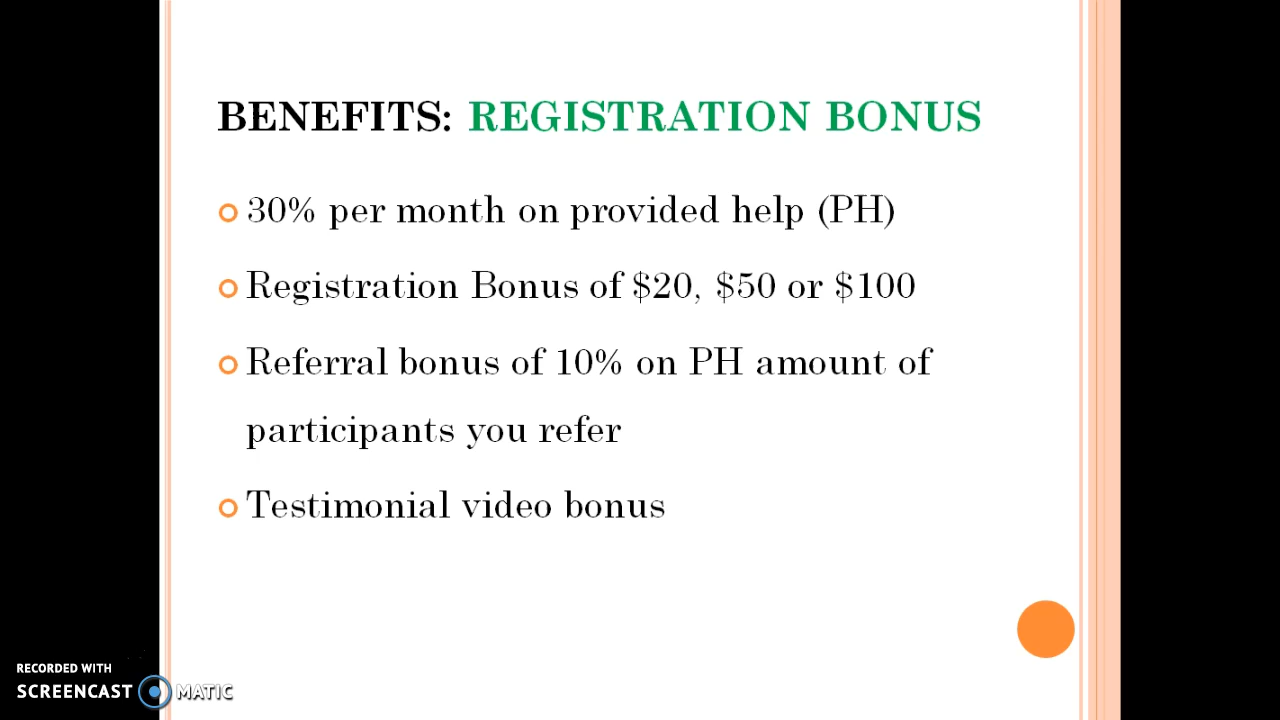 BENEFITS: REGISTRATION BONUS
30% per month on provided help (PH)
Registration Bonus of $20, $50 or $100
Referral bonus of 10% on PH amount of
participants you refer
Testimonial video bonus
RECORDED WITH
SCREENCAST MATIC